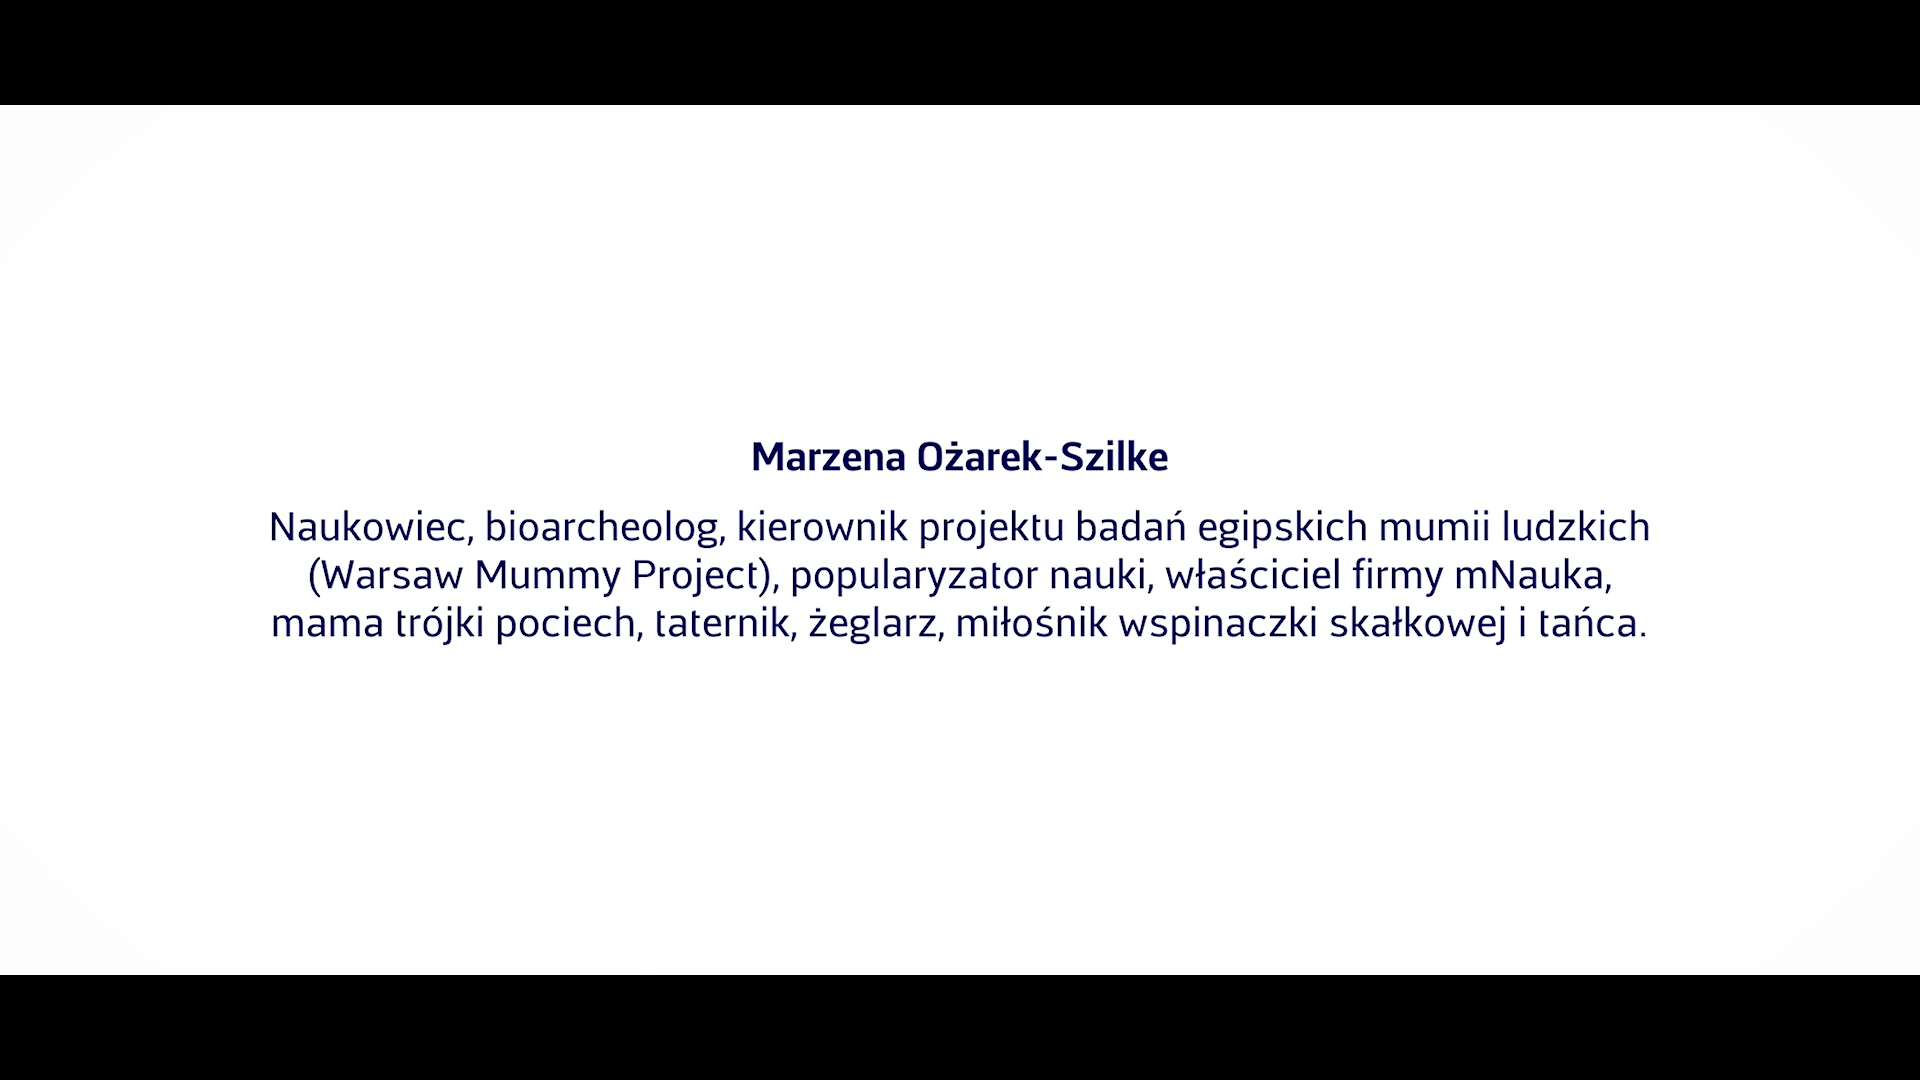 Marzena Ożarek-Szilke
Naukowiec, bioarcheolog, kierownik projektu badań egipskich mumii ludzkich
(Warsaw Mummy Project), popularyzator nauki, właściciel firmy mNauka,
mama trójki pociech, taternik, żeglarz, miłośnik wspinaczki skałkowej i tańca.